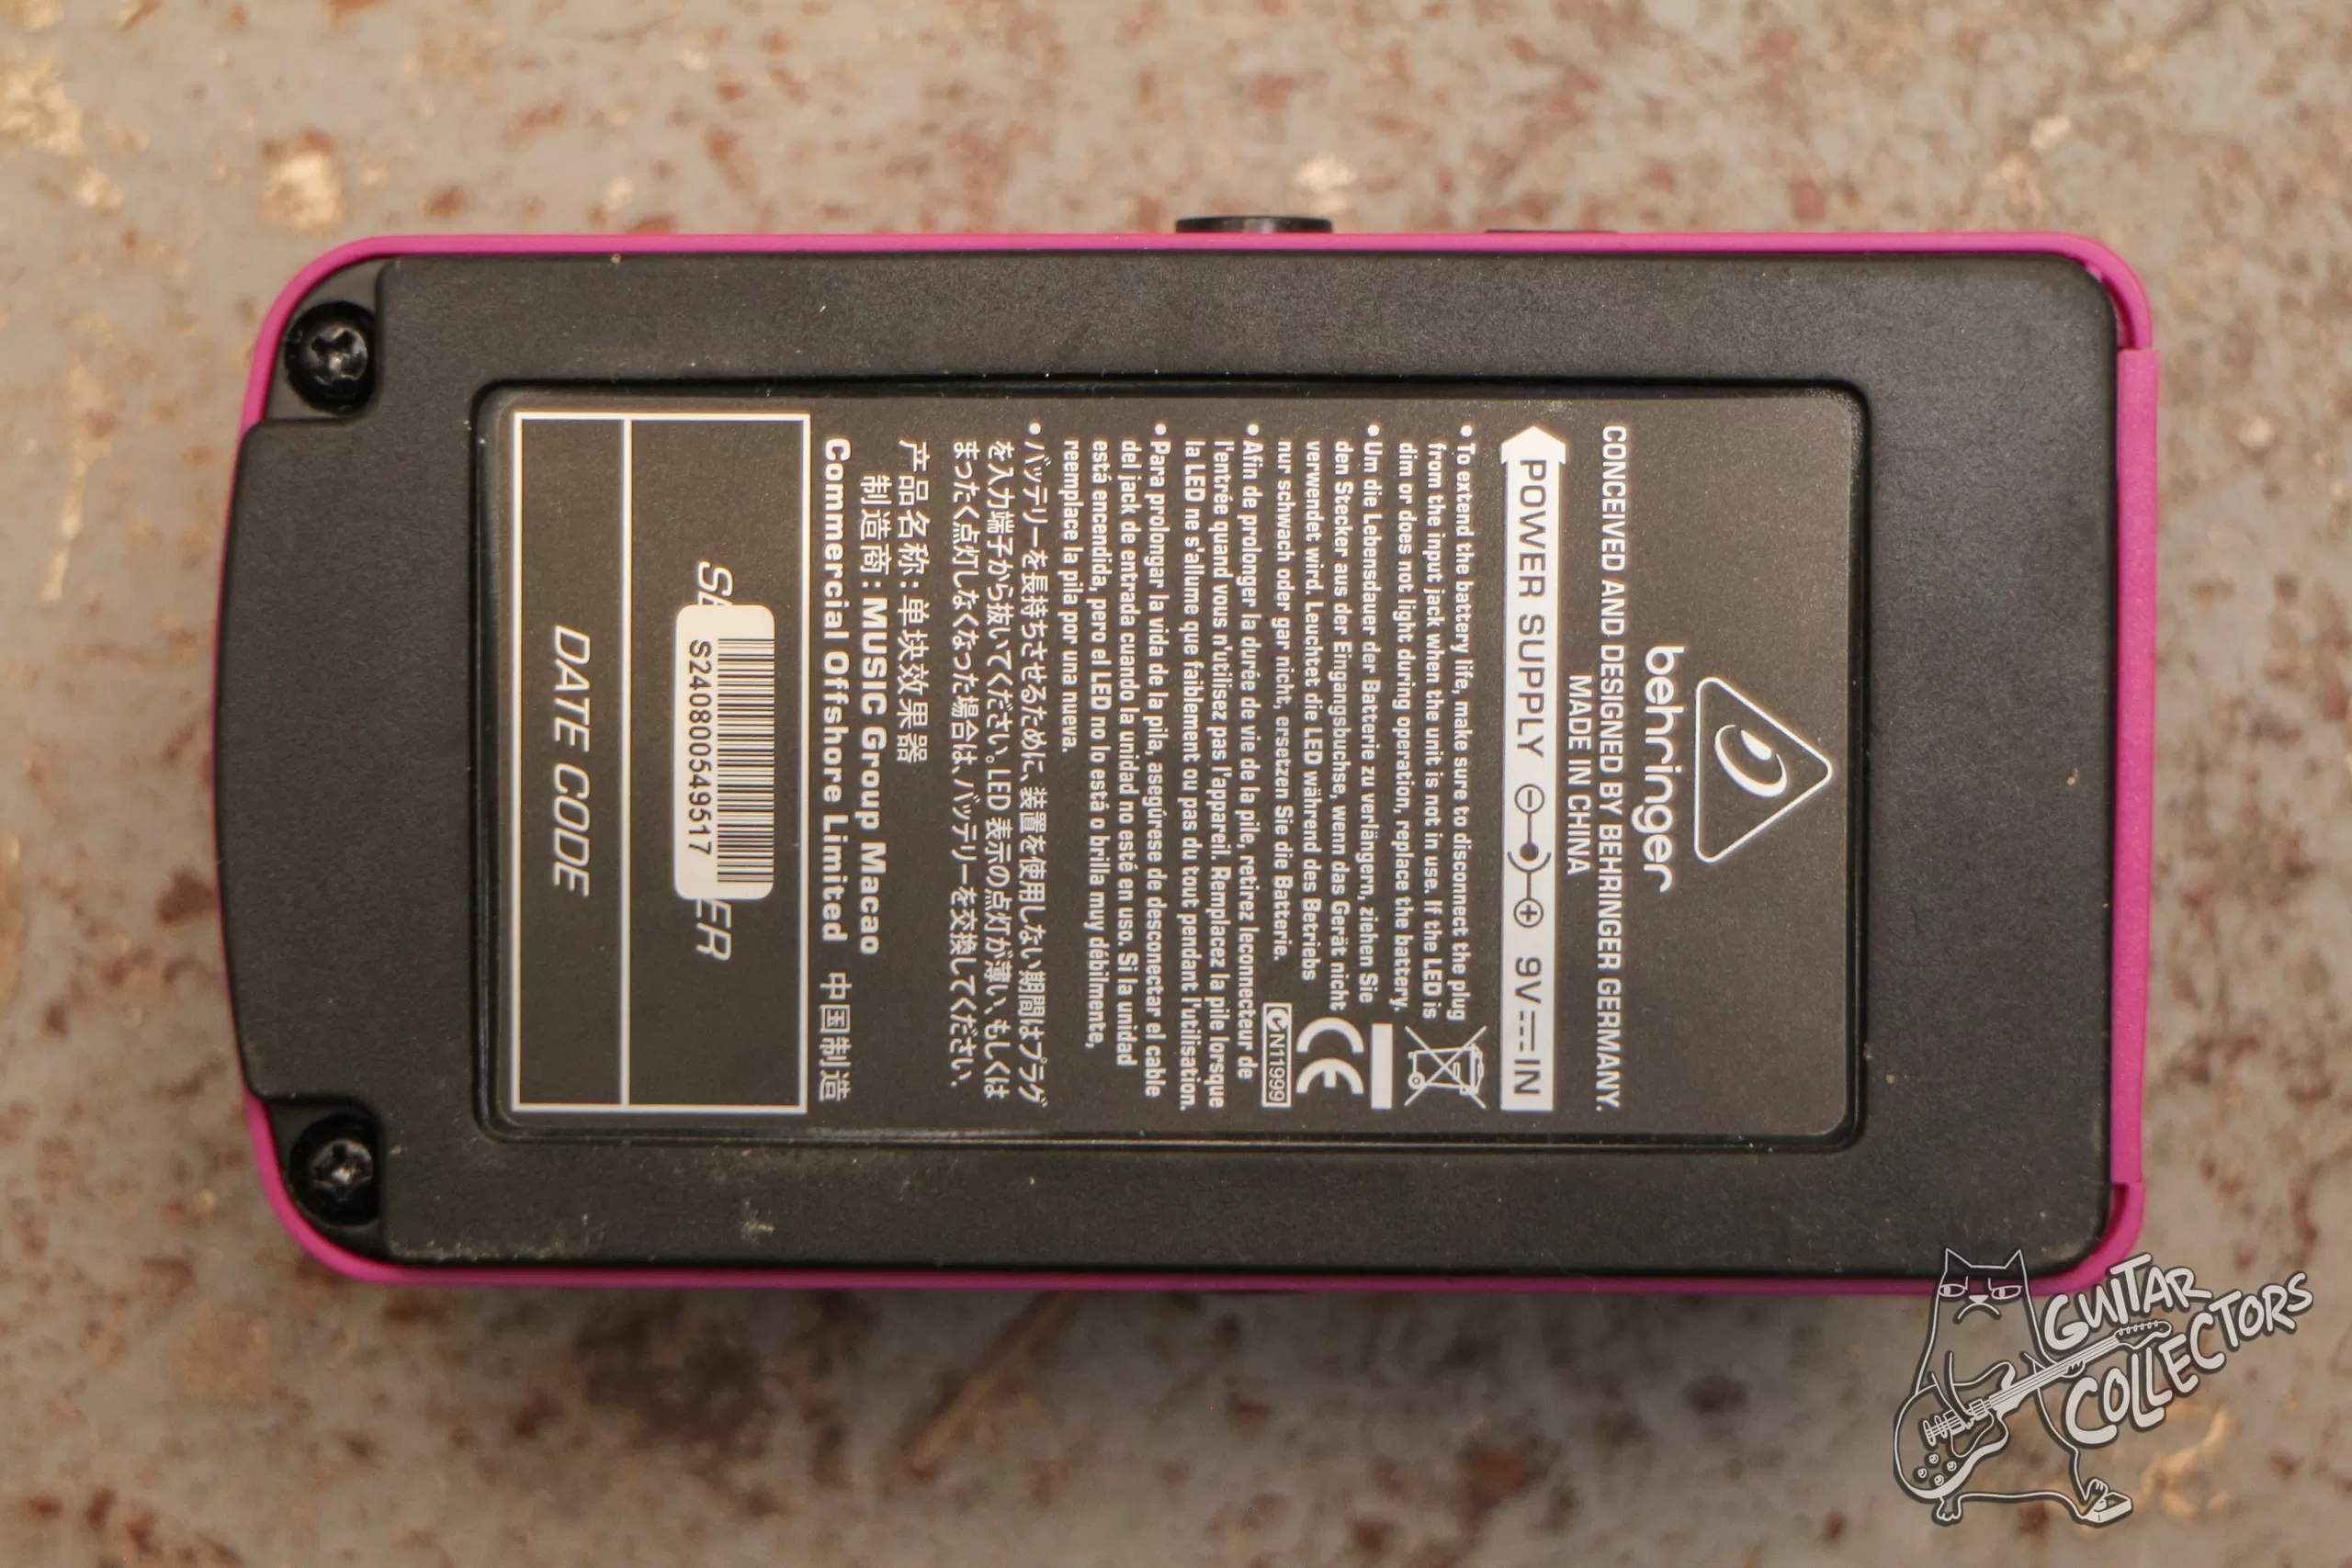 behringer
CONCEIVED AND DESIGNED BY BEHRINGER GERMANY.
MADE IN CHINA
POWER SUPPLY 9V IN
• To extend the battery life, make sure to disconnect the plug
from the input jack when the unit is not in use. If the LED is
dim or does not light during operation, replace the battery.
• Um die Lebensdauer der Batterie zu verlängern, ziehen Sie
den Stecker aus der Eingangsbuchse, wenn das Gerät nicht
verwendet wird. Leuchtet die LED während des Betriebs
nur schwach oder gar nicht, ersetzen Sie die Batterie.
• Afin de prolonger la durée de vie de la pile, retirez leconnecteur de
l'entrée quand vous n'utilisez pas l'appareil. Remplacez la pile lorsque
la LED ne s'allume que faiblement ou pas du tout pendant l'utilisation.
• Para prolongar la vida de la pila, asegúrese de desconectar el cable
del jack de entrada cuando la unidad no esté en uso. Si la unidad
está encendida, pero el LED no lo está o brilla muy débilmente,
reemplace la pila por una nueva.
• バッテリーを長持ちさせるために、装置を使用しない期間はプラグ
を入力端子から抜いてください。LED 表示の点灯が薄い、もしくは
まったく点灯しなくなった場合は、バッテリーを交換してください。
CE
N11999
产品名称: 单块效果器
制造商: MUSIC Group Macao
Commercial Offshore Limited 中国制造
S240800549517
DATE CODE
GUITAR
COLLECTORS